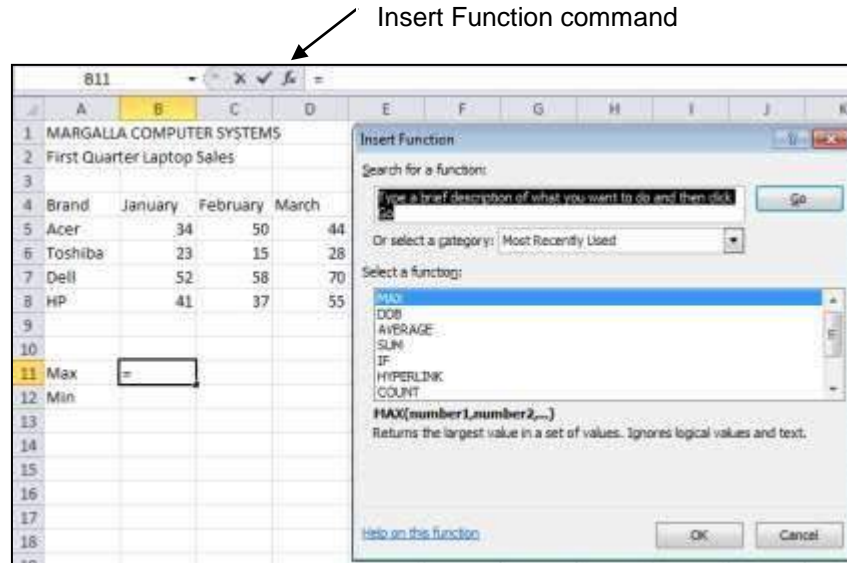 Insert Function command
B11 fx =
A B C D E F G H I J K
1 MARGALLA COMPUTER SYSTEMS
2 First Quarter Laptop Sales
3
4 Brand January February March
5 Acer 34 50 44
6 Toshiba 23 15 28
7 Dell 52 58 70
8 HP 41 37 55
9
10
11 Max =
12 Min
13
14
15
16
17
18
Insert Function
Search for a function:
Type a brief description of what you want to do and then click
Go
Go
Or select a category: Most Recently Used
Select a function:
MAX
DOB
AVERAGE
SUM
IF
HYPERLINK
COUNT
MAX(number1,number2,...)
Returns the largest value in a set of values. Ignores logical values and text.
Help on this function
OK Cancel